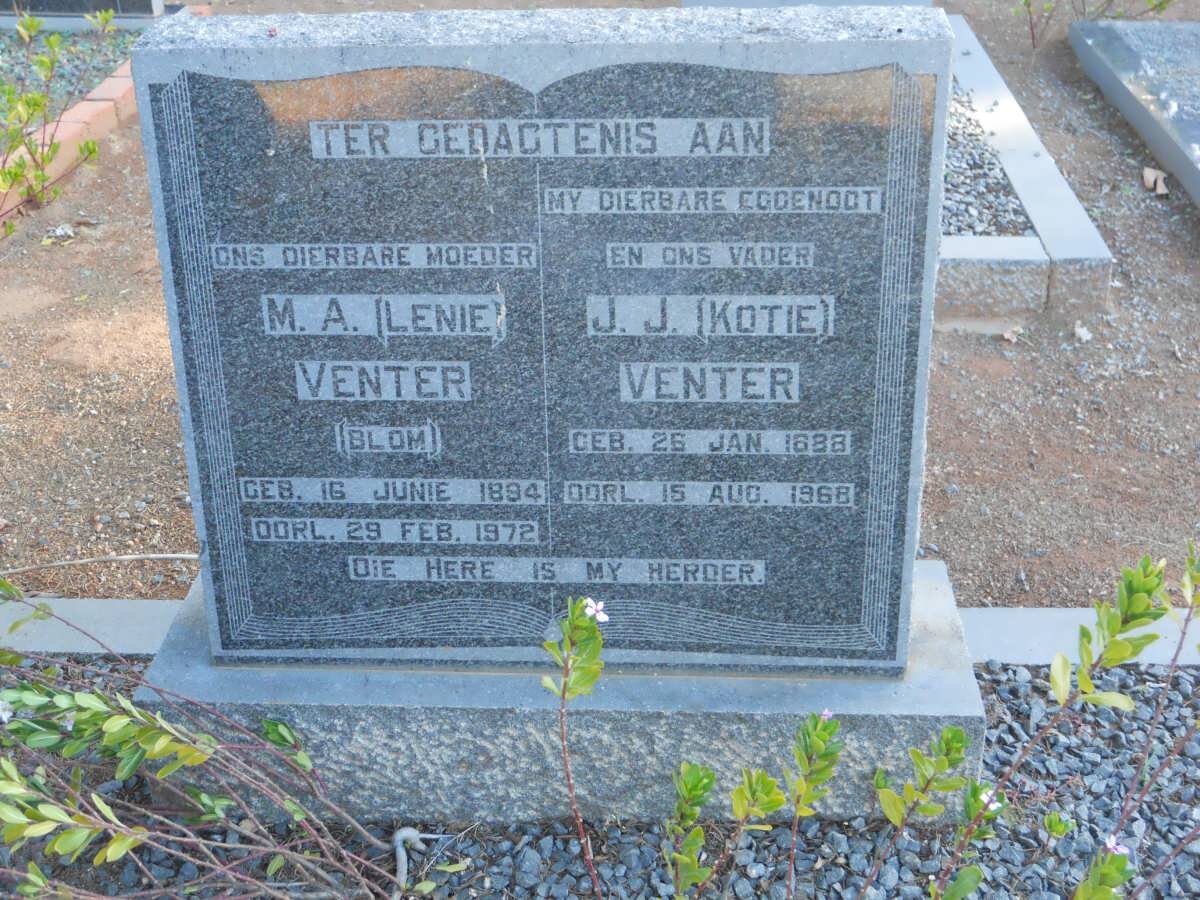 TER GEDAGTENIS AAN
ONS DIERBARE MOEDER
M. A. (LENIE)
VENTER
(BLOM)
GEB. 16 JUNIE 1894
OORL. 29 FEB. 1972
MY DIERBARE EGGENOOT
EN ONS VADER
J. J. (KOTIE)
VENTER
GEB. 26 JAN. 1888
OORL. 15 AUG. 1968
DIE HERE IS MY HERDER.